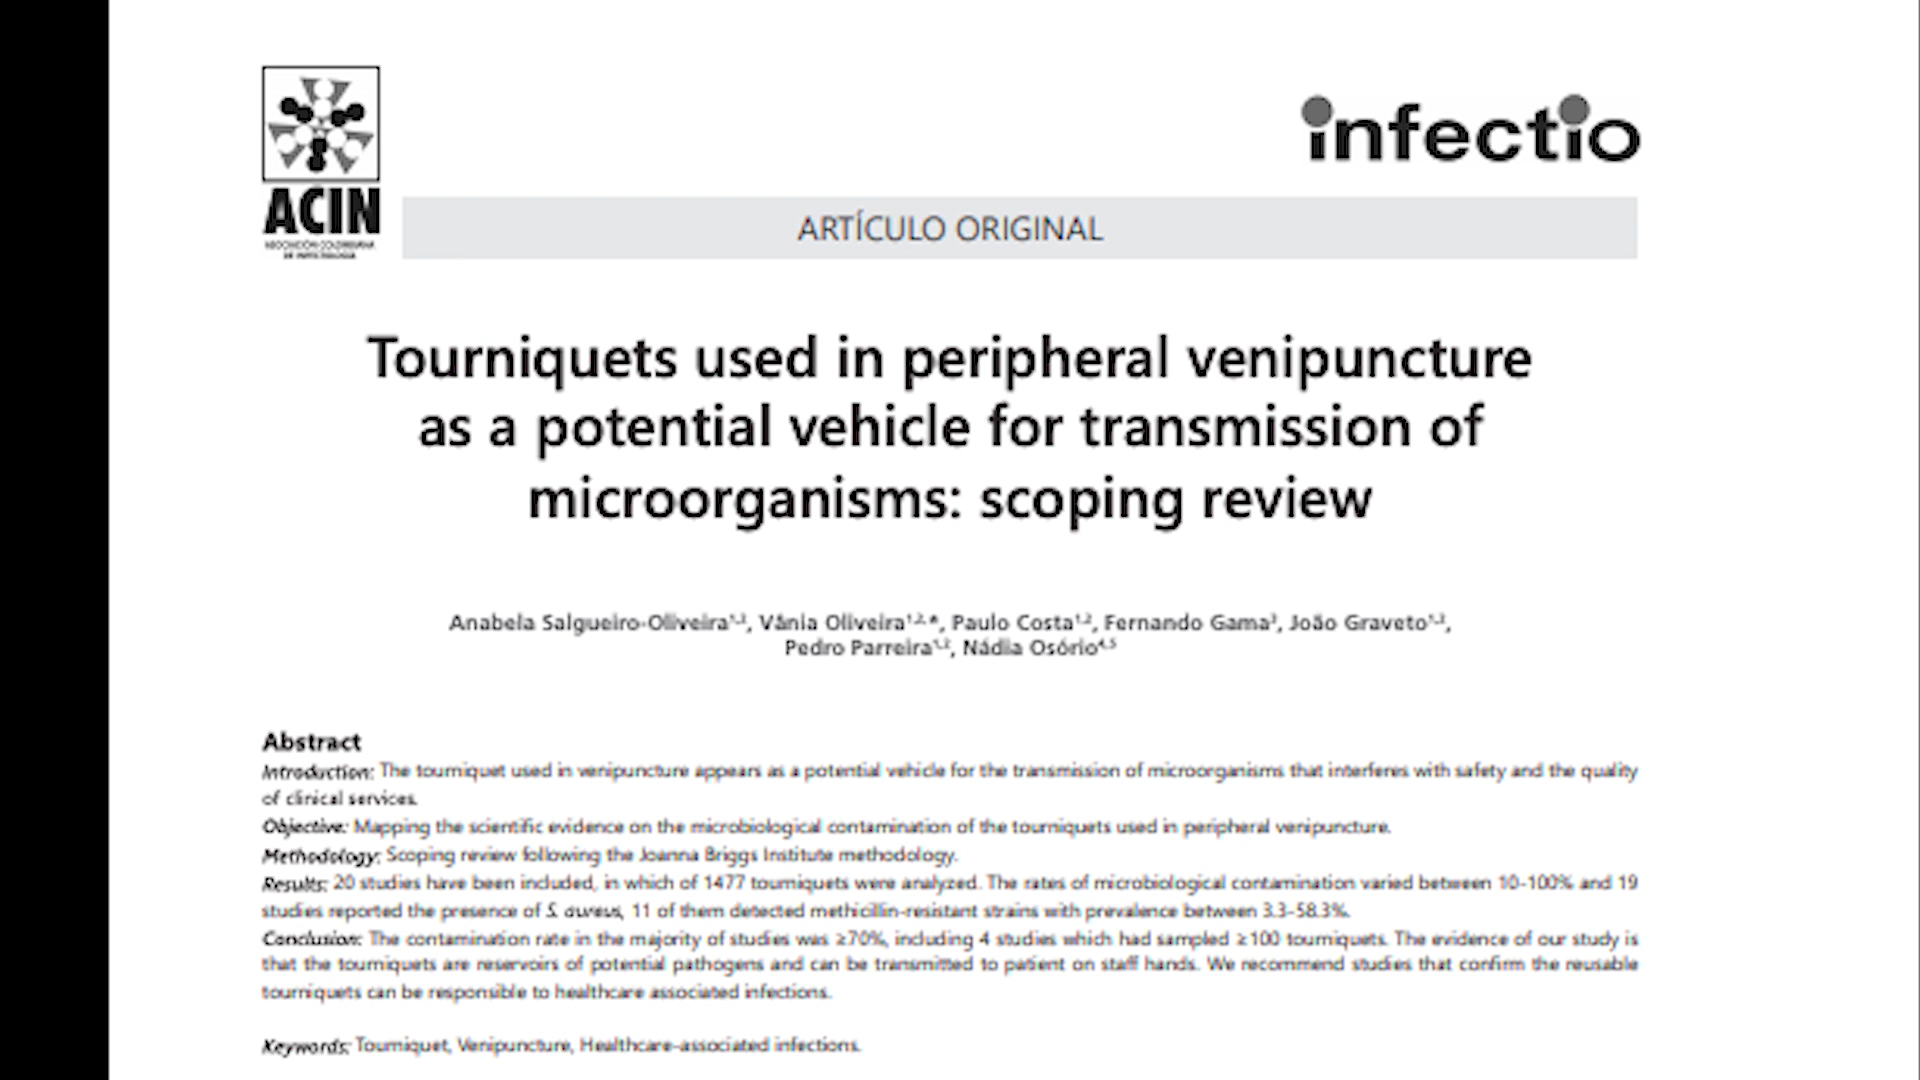 infectio
ACIN
ASOCIACIÓN COLOMBIANA
DE INFECTOLOGÍA
ARTÍCULO ORIGINAL
Tourniquets used in peripheral venipuncture
as a potential vehicle for transmission of
microorganisms: scoping review
Anabela Salgueiro-Oliveira¹,², Vânia Oliveira¹,²,*, Paulo Costa¹,², Fernando Gama³, João Graveto¹,²,
Pedro Parreira¹,², Nádia Osório⁴,⁵
Abstract
Introduction: The tourniquet used in venipuncture appears as a potential vehicle for the transmission of microorganisms that interferes with safety and the quality
of clinical services.
Objective: Mapping the scientific evidence on the microbiological contamination of the tourniquets used in peripheral venipuncture.
Methodology: Scoping review following the Joanna Briggs Institute methodology.
Results: 20 studies have been included, in which of 1477 tourniquets were analyzed. The rates of microbiological contamination varied between 10-100% and 19
studies reported the presence of S. aureus, 11 of them detected methicillin-resistant strains with prevalence between 3.3-58.3%.
Conclusion: The contamination rate in the majority of studies was ≥70%, including 4 studies which had sampled ≥100 tourniquets. The evidence of our study is
that the tourniquets are reservoirs of potential pathogens and can be transmitted to patient on staff hands. We recommend studies that confirm the reusable
tourniquets can be responsible to healthcare associated infections.
Keywords: Tourniquet, Venipuncture, Healthcare-associated infections.